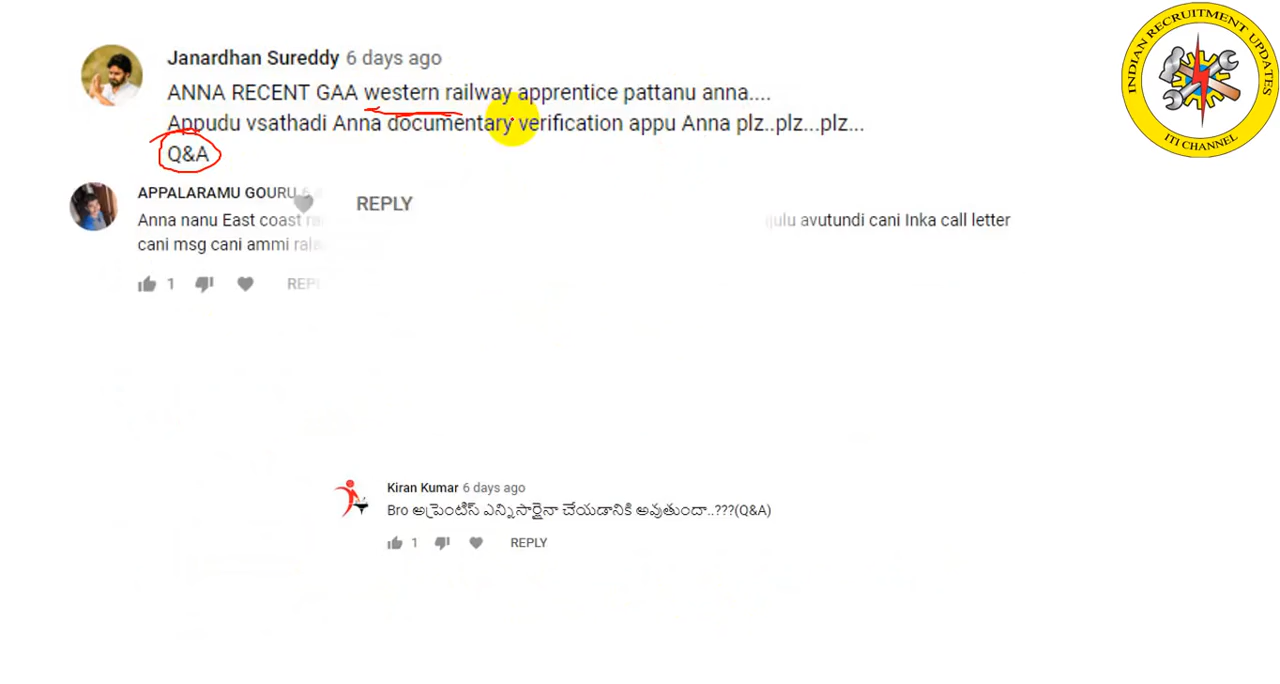 Janardhan Sureddy 6 days ago
ANNA RECENT GAA western railway apprentice pattanu anna....
Appudu vsathadi Anna documentary verification appu Anna plz..plz...plz...
Q&A
APPALARAMU GOURU 6
REPLY
Anna nanu East coast avutundi cani Inka call letter
cani msg cani ammi
1 REP
Kiran Kumar 6 days ago
Bro అప్రెంటిస్ ఎన్నిసార్లైనా చేయడానికి అవుతుందా..???(Q&A)
1 REPLY
INDIAN RECRUITMENT UPDATES
ITI CHANNEL